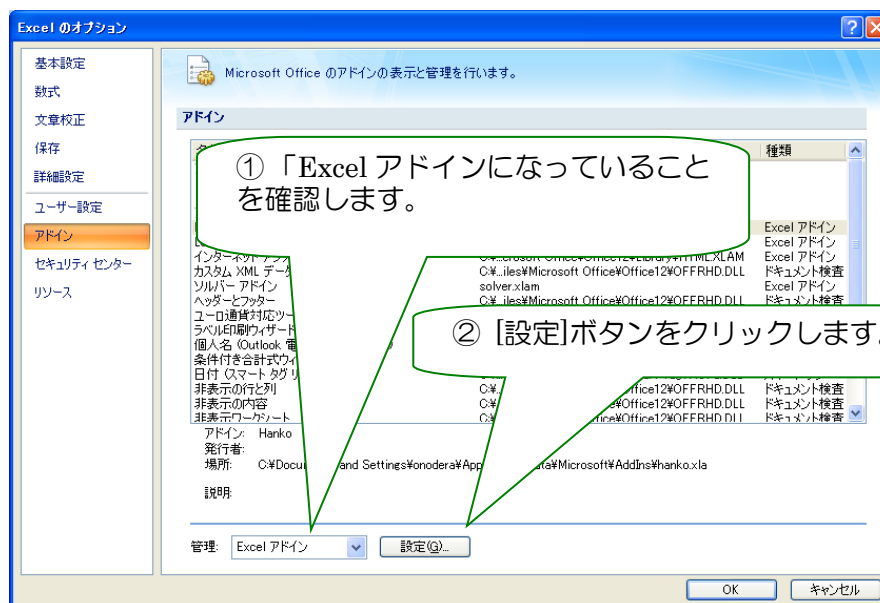 Excel のオプション
基本設定
数式
文章校正
保存
詳細設定
ユーザー設定
アドイン
セキュリティ センター
リソース
Microsoft Office のアドインの表示と管理を行います。
アドイン
種類
①「Excel アドインになっていること
を確認します。
Excel アドイン
Excel アドイン
インターネット アシス C:¥...crosoft Office¥Office12¥Library¥HTML.XLAM Excel アドイン
カスタム XML データ C:¥...iles¥Microsoft Office¥Office12¥OFFRHD.DLL ドキュメント検査
ソルバー アドイン solver.xlam Excel アドイン
ヘッダーとフッター C:¥...iles¥Microsoft Office¥Office12¥OFFRHD.DLL ドキュメント検査
ユーロ通貨対応ツー
ラベル印刷ウィザード
個人名 (Outlook 電
条件付き合計式ウィ
日付 (スマート タグ リ
② [設定]ボタンをクリックします。
非表示の行と列 C:¥ ¥Office12¥OFFRHD.DLL ドキュメント検査
非表示の内容 C:¥ ice¥Office12¥OFFRHD.DLL ドキュメント検査
非表示ワークシート C:¥ fice¥Office12¥OFFRHD.DLL ドキュメント検査
アドイン: Hanko
発行者:
場所: C:¥Docu and Settings¥onodera¥App ata¥Microsoft¥AddIns¥hanko.xla
説明:
管理: Excel アドイン 設定(G)...
OK キャンセル